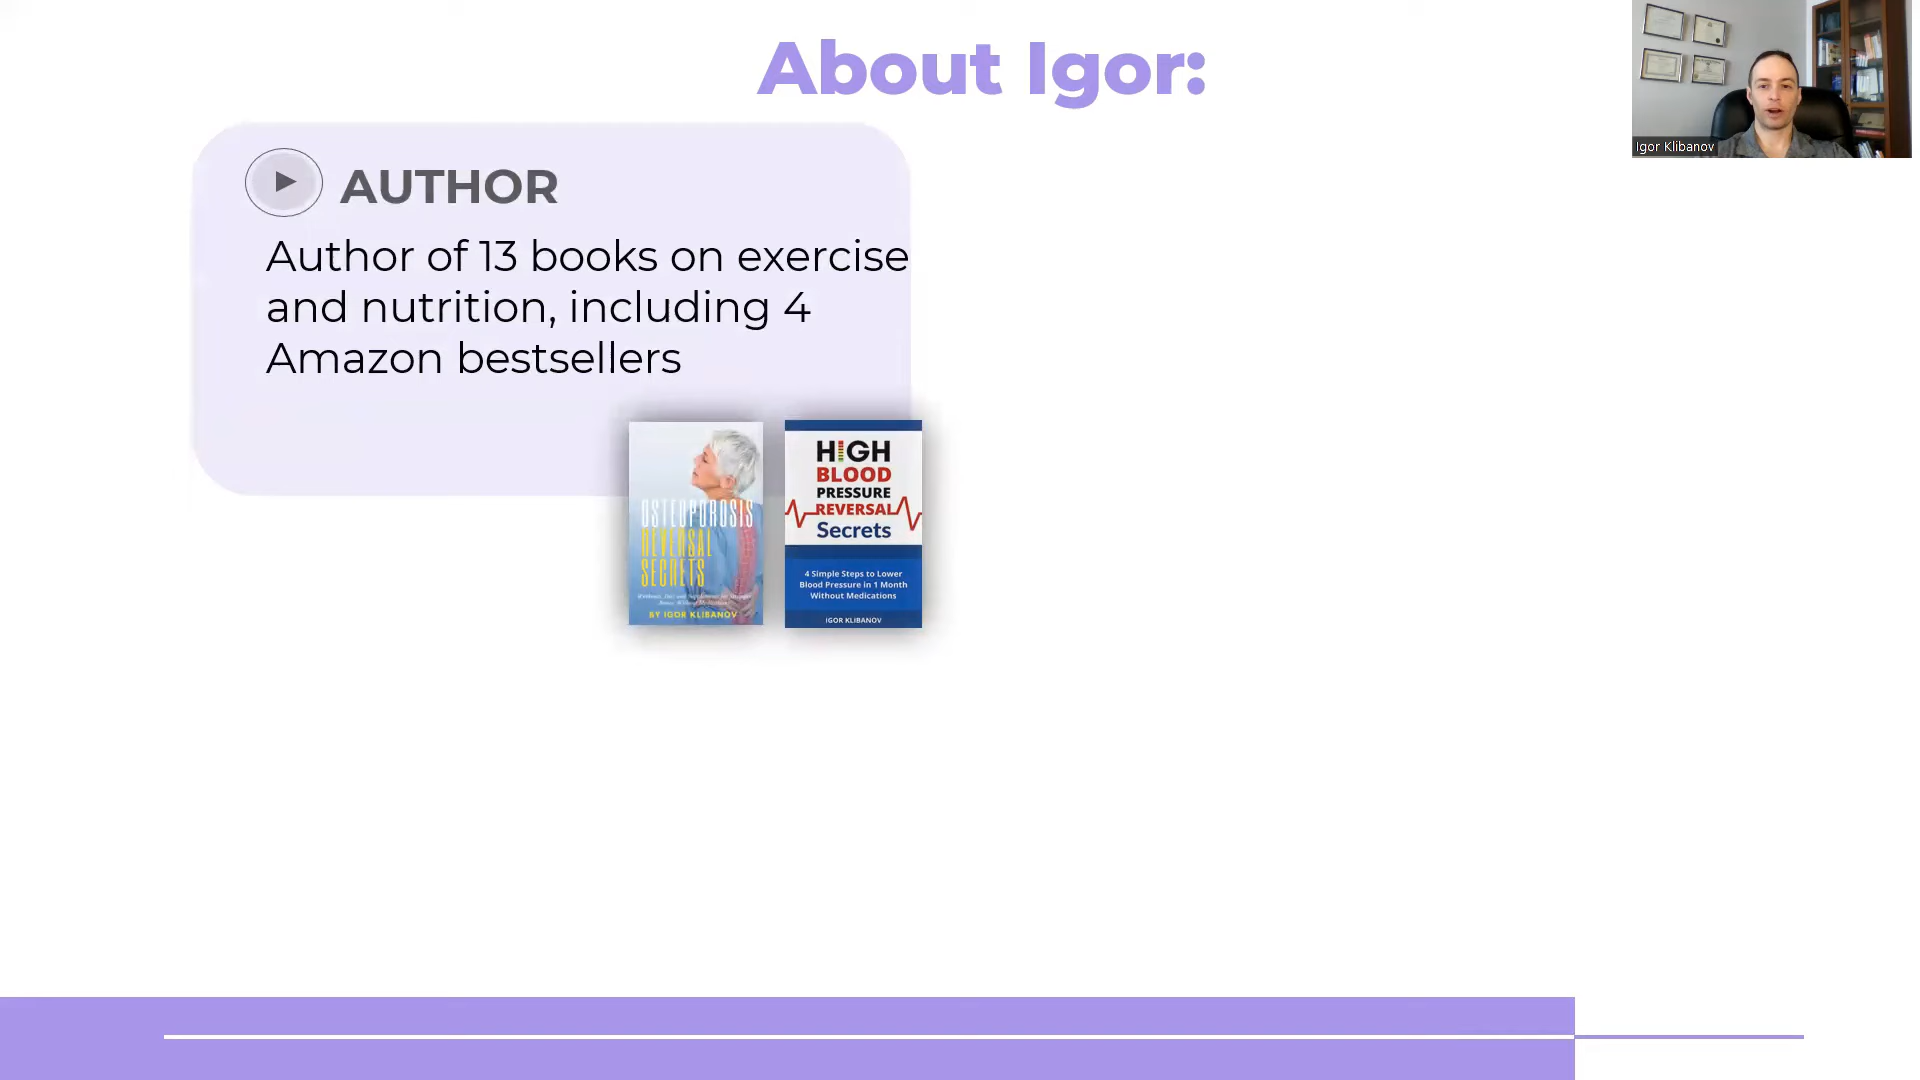 About Igor:
Igor Klibanov
AUTHOR
Author of 13 books on exercise
and nutrition, including 4
Amazon bestsellers
OSTEOPOROSIS
REVERSAL
SECRETS
BY IGOR KLIBANOV
HIGH
BLOOD
PRESSURE
REVERSAL
Secrets
4 Simple Steps to Lower
Blood Pressure in 1 Month
Without Medications
IGOR KLIBANOV